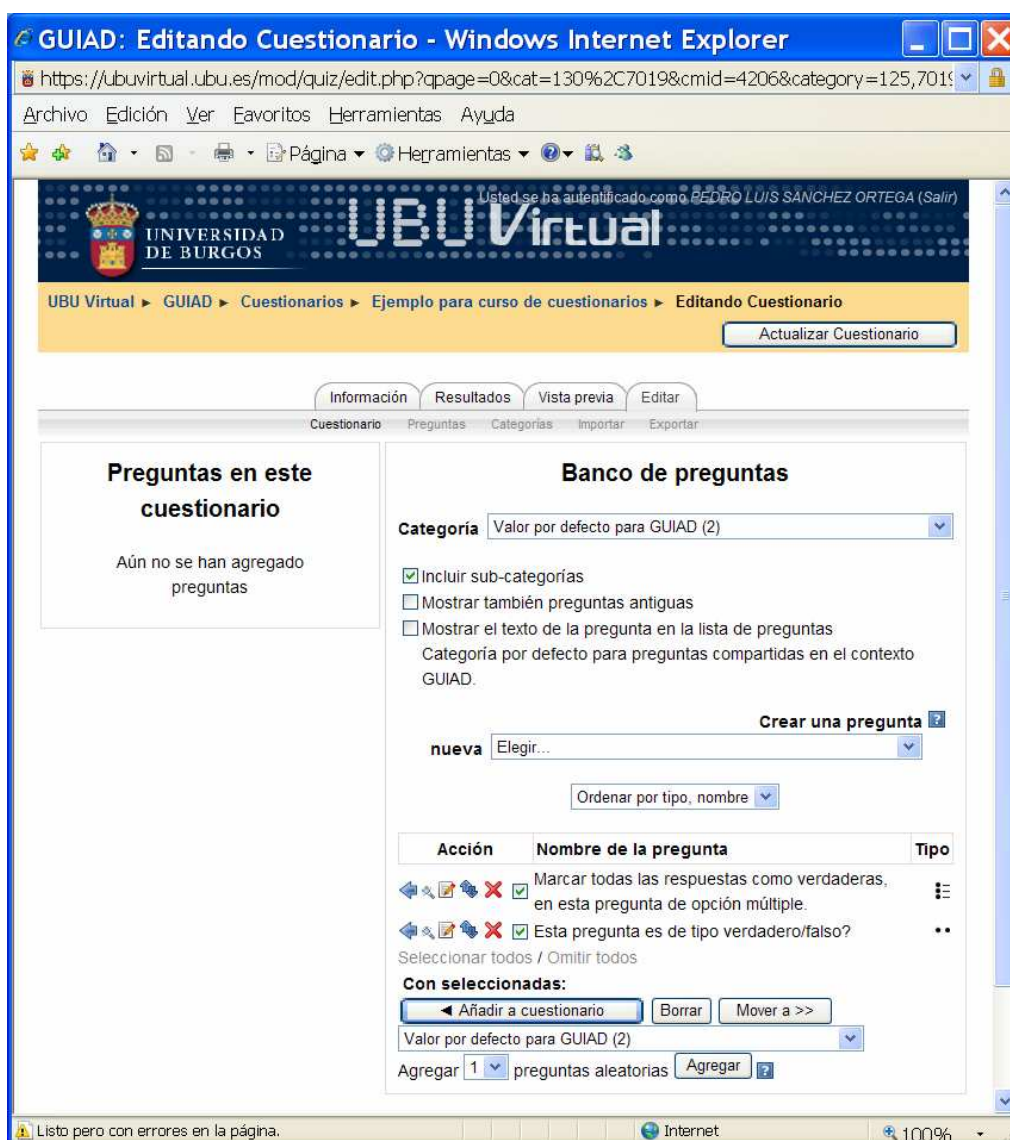 GUIAD: Editando Cuestionario - Windows Internet Explorer
https://ubuvirtual.ubu.es/mod/quiz/edit.php?qpage=0&cat=130%2C7019&cmid=4206&category=125,7019
Archivo Edición Ver Favoritos Herramientas Ayuda
Página Herramientas
Usted se ha autentificado como PEDRO LUIS SANCHEZ ORTEGA (Salir)
UNIVERSIDAD
DE BURGOS
UBU Virtual
UBU Virtual ► GUIAD ► Cuestionarios ► Ejemplo para curso de cuestionarios ► Editando Cuestionario
Actualizar Cuestionario
Información Resultados Vista previa Editar
Cuestionario Preguntas Categorías Importar Exportar
Preguntas en este
cuestionario
Aún no se han agregado
preguntas
Banco de preguntas
Categoría Valor por defecto para GUIAD (2)
Incluir sub-categorías
Mostrar también preguntas antiguas
Mostrar el texto de la pregunta en la lista de preguntas
Categoría por defecto para preguntas compartidas en el contexto
GUIAD.
Crear una pregunta ?
nueva Elegir...
Ordenar por tipo, nombre
Acción Nombre de la pregunta Tipo
Marcar todas las respuestas como verdaderas,
en esta pregunta de opción múltiple.
Esta pregunta es de tipo verdadero/falso?
Seleccionar todos / Omitir todos
Con seleccionadas:
◄ Añadir a cuestionario Borrar Mover a >>
Valor por defecto para GUIAD (2)
Agregar 1 preguntas aleatorias Agregar ?
Listo pero con errores en la página. Internet 100%